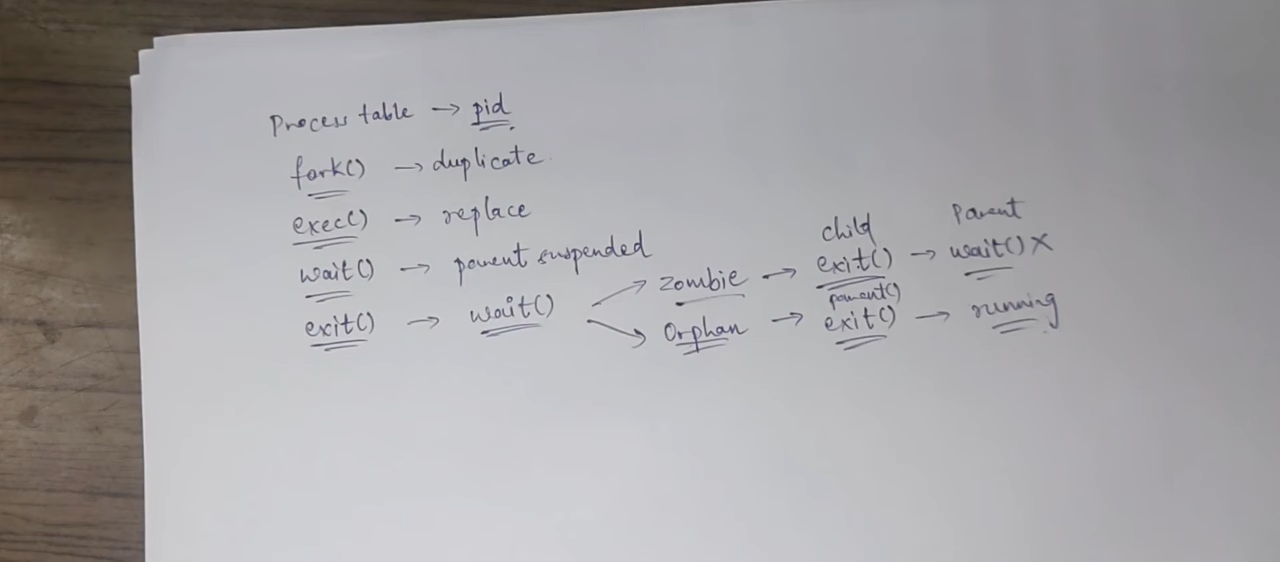 Process table → pid
fork() → duplicate
exec() → replace
wait() → parent suspended
exit() → wait()
Zombie → child exit() → Parent wait() X
Orphan → parent() exit() → running